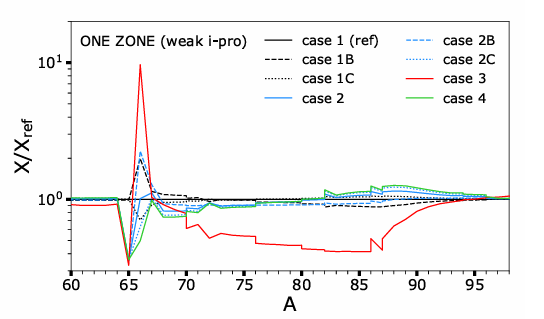 ONE ZONE (weak i-pro)
case 1 (ref)
case 1B
case 1C
case 2
case 2B
case 2C
case 3
case 4
X/Xref
10¹
10⁰
60 65 70 75 80 85 90 95
A